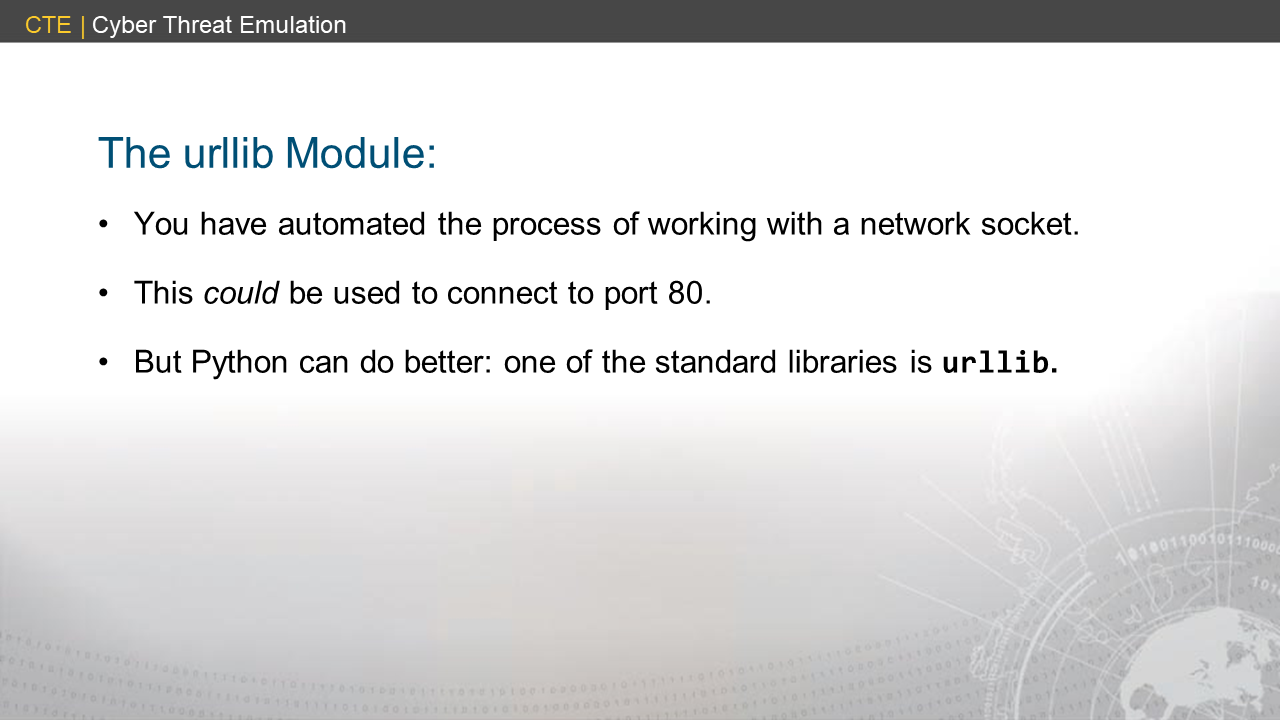 CTE | Cyber Threat Emulation
The urllib Module:
• You have automated the process of working with a network socket.
• This could be used to connect to port 80.
• But Python can do better: one of the standard libraries is urllib.